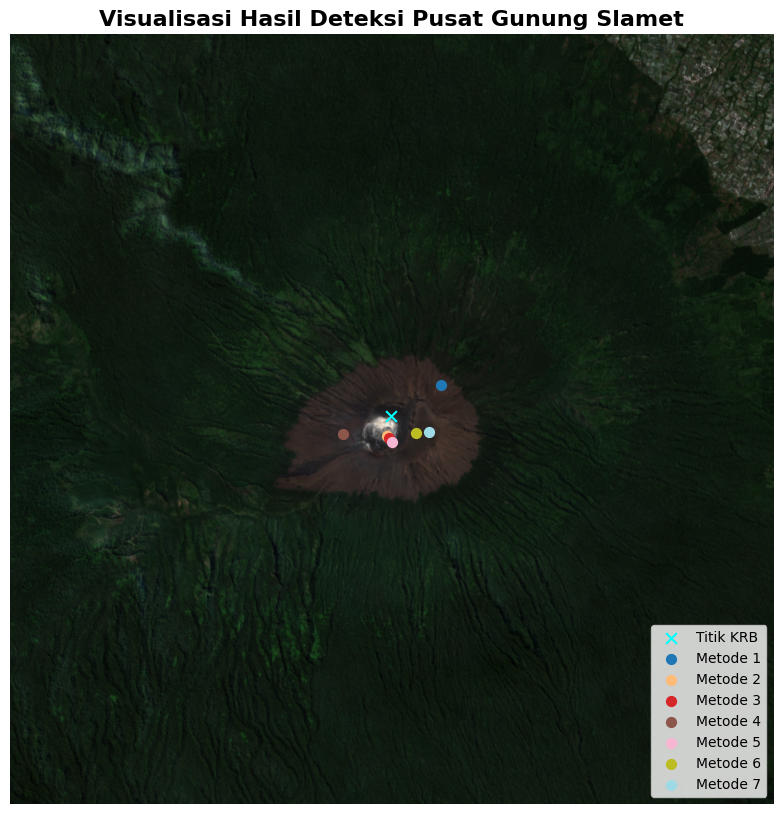 Visualisasi Hasil Deteksi Pusat Gunung Slamet
Titik KRB
Metode 1
Metode 2
Metode 3
Metode 4
Metode 5
Metode 6
Metode 7